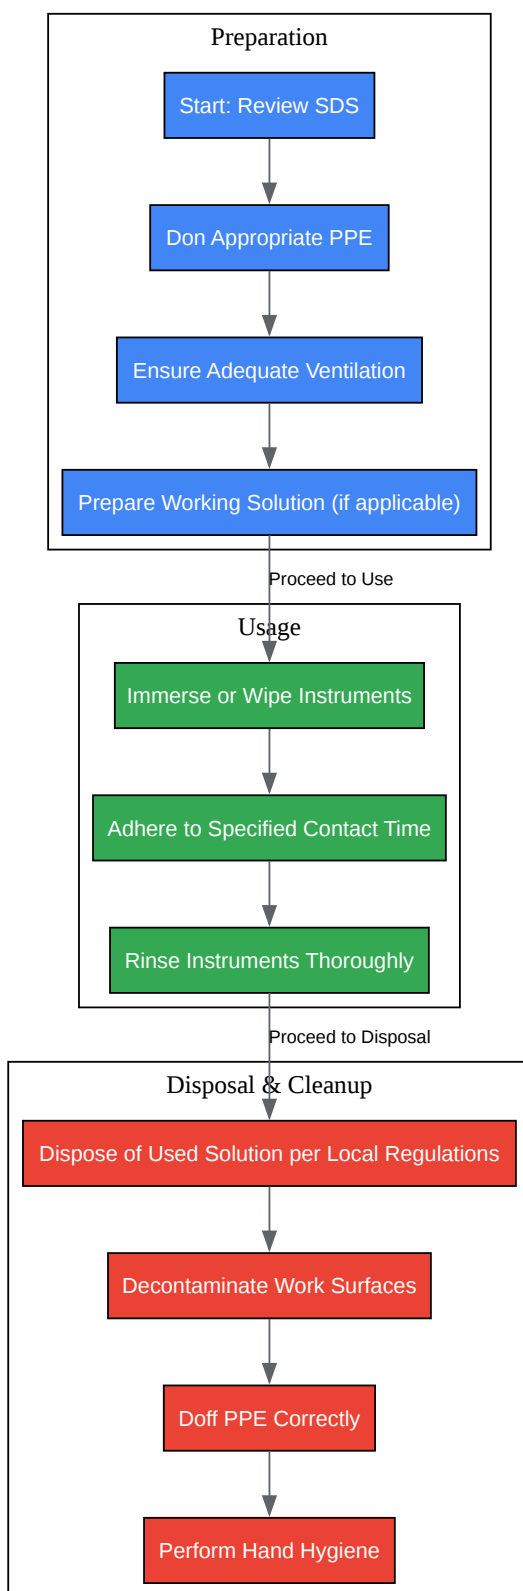 Preparation
Start: Review SDS
Don Appropriate PPE
Ensure Adequate Ventilation
Prepare Working Solution (if applicable)
Proceed to Use
Usage
Immerse or Wipe Instruments
Adhere to Specified Contact Time
Rinse Instruments Thoroughly
Proceed to Disposal
Disposal & Cleanup
Dispose of Used Solution per Local Regulations
Decontaminate Work Surfaces
Doff PPE Correctly
Perform Hand Hygiene